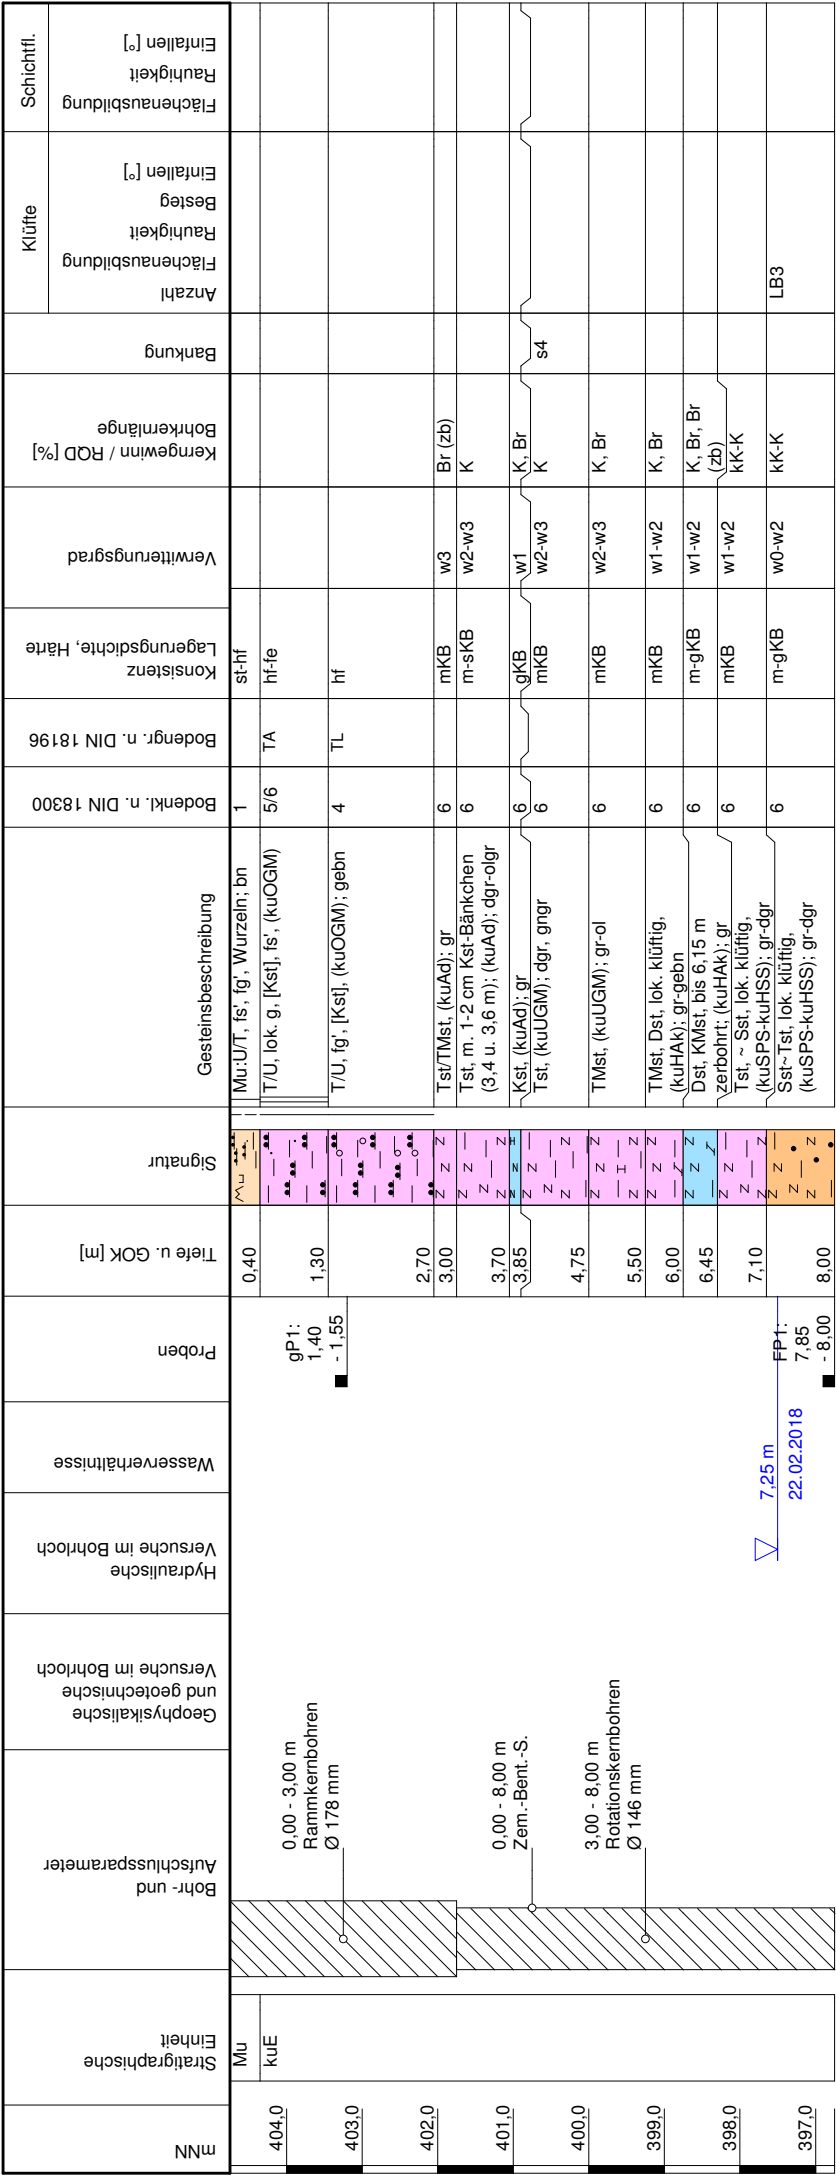 mNN
Stratigraphische
Einheit
Bohr- und
Aufschlussparameter
Geophysikalische
und geotechnische
Versuche im Bohrloch
Hydraulische
Versuche im Bohrloch
Wasserverhältnisse
Proben
Tiefe u. GOK [m]
Signatur
Gesteinsbeschreibung
Bodenkl. n. DIN 18300
Bodengr. n. DIN 18196
Konsistenz
Lagerungsdichte, Härte
Verwitterungsgrad
Kerngewinn / RQD [%]
Bohrkernlänge
Bankung
Klüfte
Anzahl
Flächenausbildung
Rauhigkeit
Besteg
Einfallen [°]
Schichtfl.
Flächenausbildung
Rauhigkeit
Einfallen [°]
404,0
403,0
402,0
401,0
400,0
399,0
398,0
397,0
Mu
kuE
0,00 - 3,00 m
Rammkernbohren
Ø 178 mm
0,00 - 8,00 m
Zem.-Bent.-S.
3,00 - 8,00 m
Rotationskernbohren
Ø 146 mm
7,25 m
22.02.2018
gP1:
1,40
- 1,55
FP1:
7,85
- 8,00
0,40
Mu:U/T, fs', fg', Wurzeln; bn
1
st-hf
1,30
T/U, lok. g, [Kst], fs', (kuOGM)
5/6
TA
hf-fe
2,70
T/U, fg', [Kst], (kuOGM); gebn
4
TL
hf
3,00
Tst/TMst, (kuAd); gr
6
mKB
w3
Br (zb)
3,70
Tst, m. 1-2 cm Kst-Bänkchen
(3,4 u. 3,6 m); (kuAd); dgr-olgr
6
m-sKB
w2-w3
K
3,85
Kst, (kuAd); gr
6
gKB
w1
K, Br
4,75
Tst, (kuUGM); dgr, gngr
6
mKB
w2-w3
K
s4
5,50
TMst, (kuUGM); gr-ol
6
mKB
w2-w3
K, Br
6,00
TMst, Dst, lok. klüftig,
(kuHAk); gr-gebn
6
mKB
w1-w2
K, Br
6,45
Dst, KMst, bis 6,15 m
zerbohrt; (kuHAk); gr
6
m-gKB
w1-w2
K, Br, Br
(zb)
7,10
Tst, ~ Sst, lok. klüftig,
(kuSPS-kuHSS); gr-dgr
6
mKB
w1-w2
kK-K
8,00
Sst~Tst, lok. klüftig,
(kuSPS-kuHSS); gr-dgr
6
m-gKB
w0-w2
kK-K
LB3